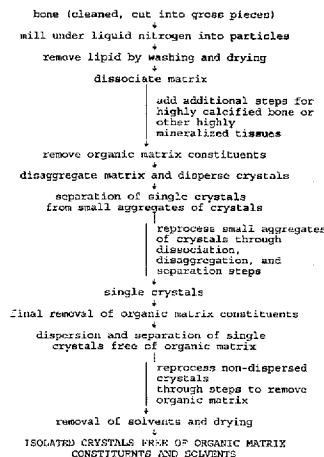 bone (cleaned, cut into gross pieces)
mill under liquid nitrogen into particles
remove lipid by washing and drying
dissociate matrix
add additional steps for
highly calcified bone or
other highly
mineralized tissues
remove organic matrix constituents
disaggregate matrix and disperse crystals
separation of single crystals
from small aggregates of crystals
reprocess small aggregates
of crystals through
dissociation,
disaggregation, and
separation steps
single crystals
final removal of organic matrix constituents
dispersion and separation of single
crystals free of organic matrix
reprocess non-dispersed
crystals
through steps to remove
organic matrix
removal of solvents and drying
ISOLATED CRYSTALS FREE OF ORGANIC MATRIX
CONSTITUENTS AND SOLVENTS